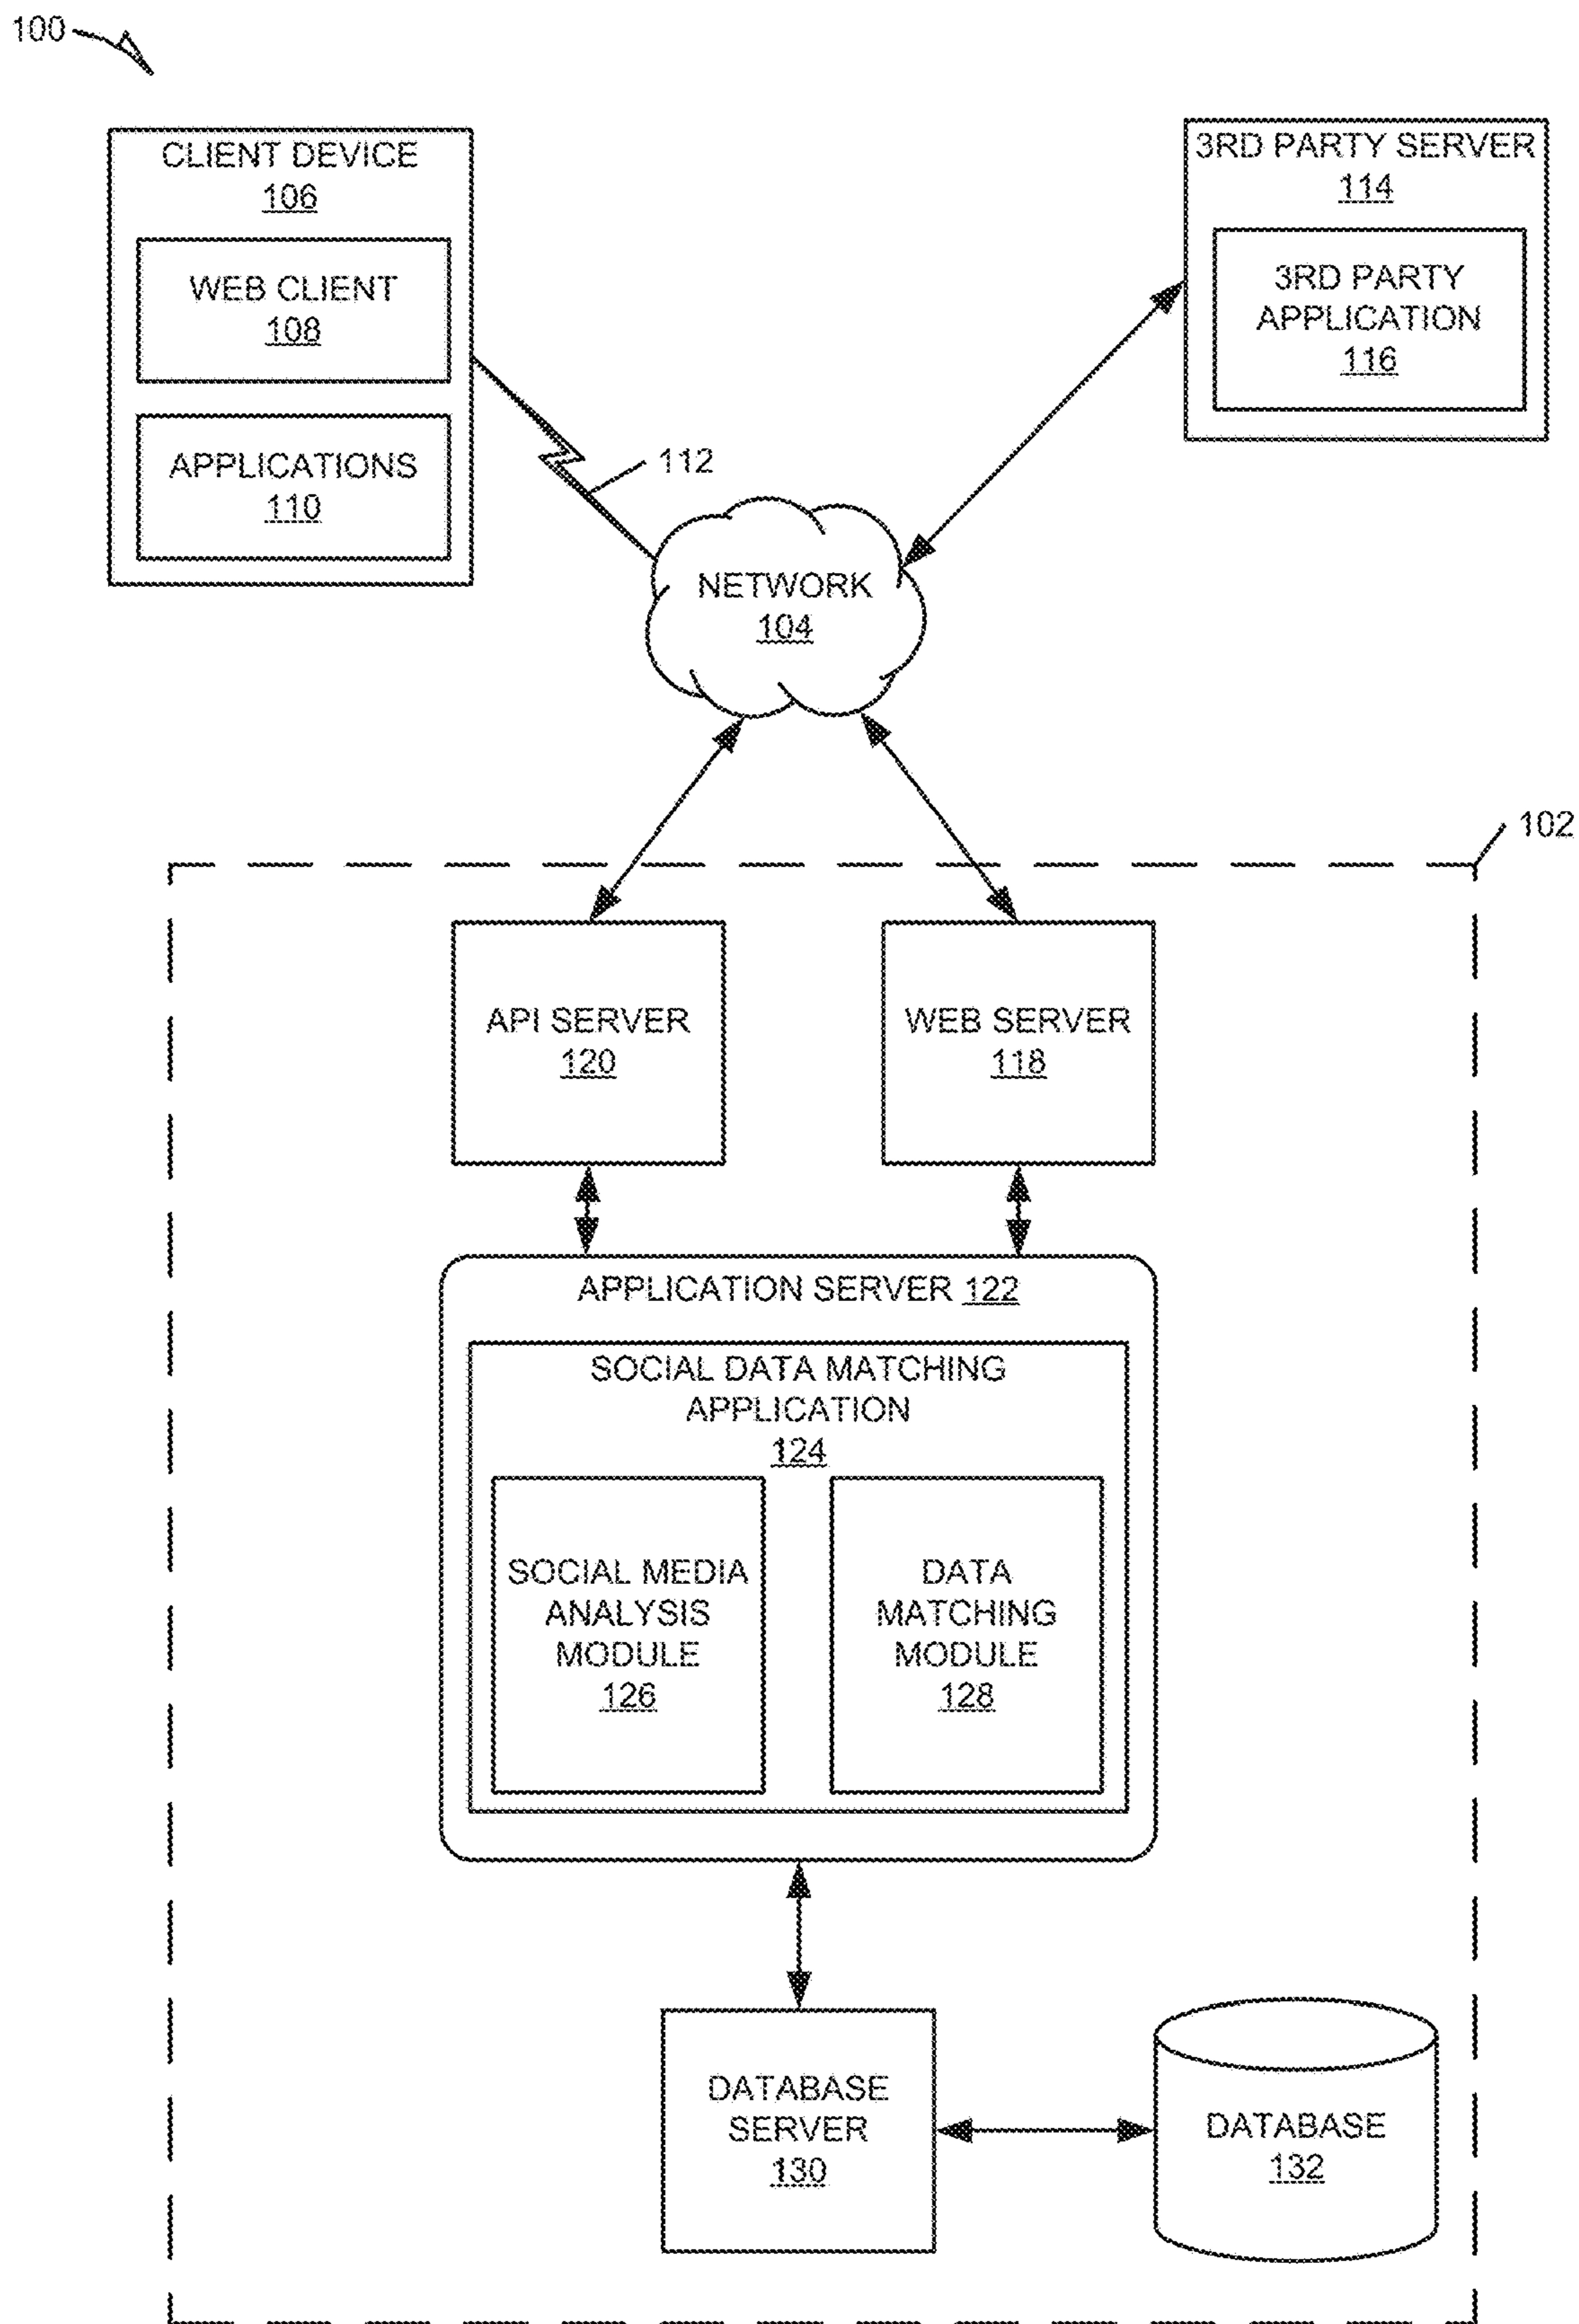 100
CLIENT DEVICE
106
WEB CLIENT
108
APPLICATIONS
110
112
3RD PARTY SERVER
114
3RD PARTY
APPLICATION
116
NETWORK
104
102
API SERVER
120
WEB SERVER
118
APPLICATION SERVER 122
SOCIAL DATA MATCHING
APPLICATION
124
SOCIAL MEDIA
ANALYSIS
MODULE
126
DATA
MATCHING
MODULE
128
DATABASE
SERVER
130
DATABASE
132